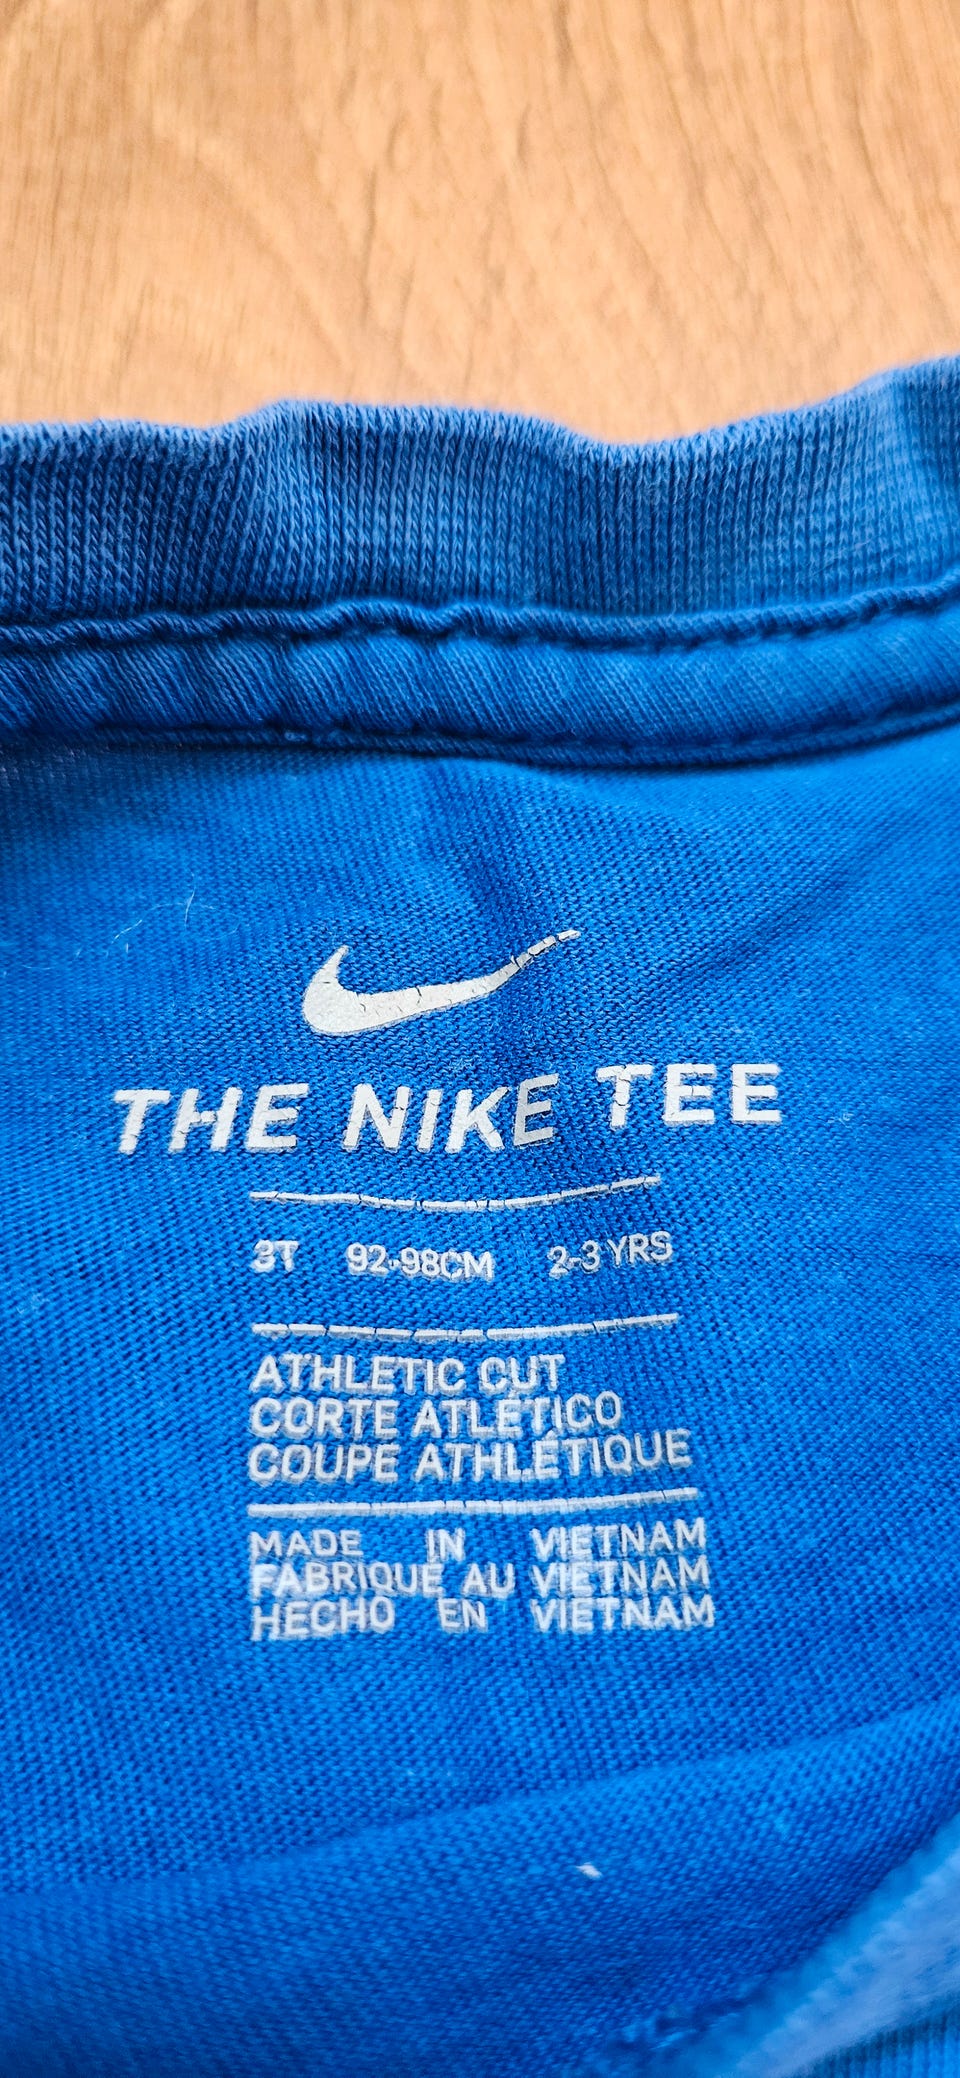 THE NIKE TEE
3T 92-98CM 2-3 YRS
ATHLETIC CUT
CORTE ATLÉTICO
COUPE ATHLÉTIQUE
MADE IN VIETNAM
FABRIQUE AU VIETNAM
HECHO EN VIETNAM